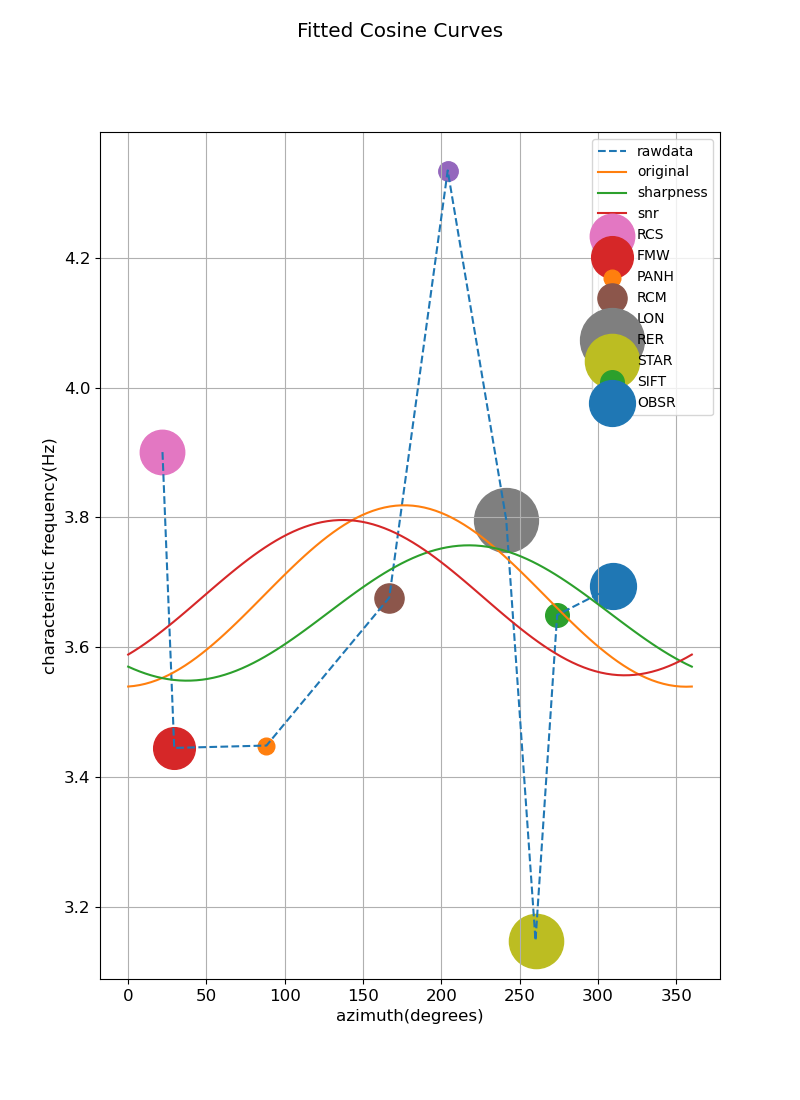 Fitted Cosine Curves
rawdata
original
sharpness
snr
RCS
FMW
PANH
RCM
LON
RER
STAR
SIFT
OBSR
characteristic frequency(Hz)
4.2
4.0
3.8
3.6
3.4
3.2
0 50 100 150 200 250 300 350
azimuth(degrees)